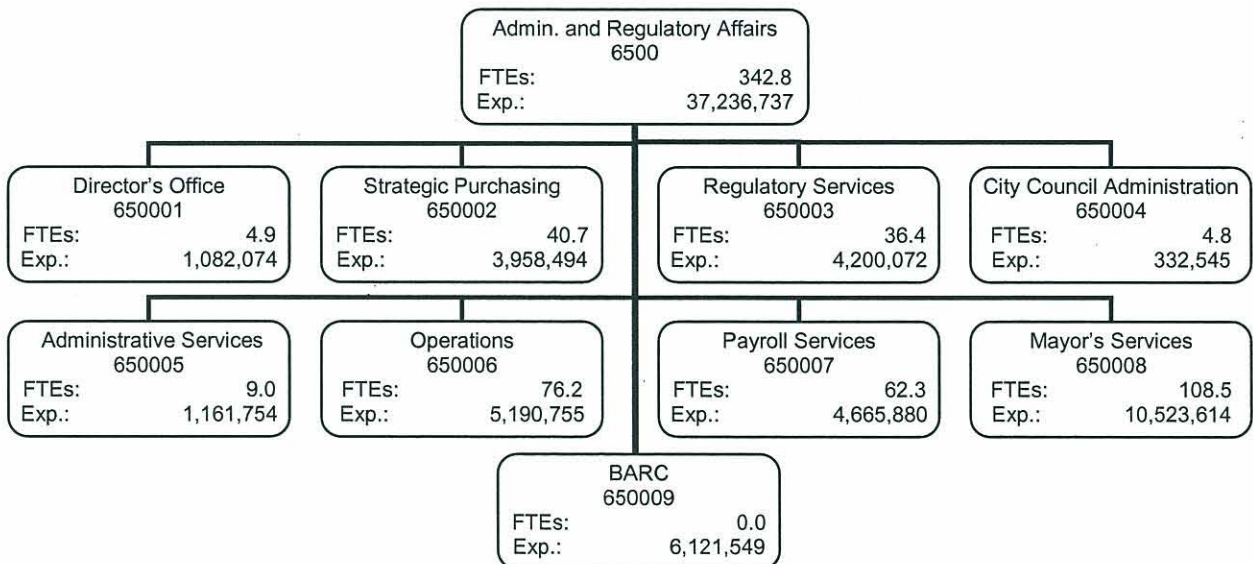 Admin. and Regulatory Affairs
6500
FTEs: 342.8
Exp.: 37,236,737
Director's Office
650001
FTEs: 4.9
Exp.: 1,082,074
Strategic Purchasing
650002
FTEs: 40.7
Exp.: 3,958,494
Regulatory Services
650003
FTEs: 36.4
Exp.: 4,200,072
City Council Administration
650004
FTEs: 4.8
Exp.: 332,545
Administrative Services
650005
FTEs: 9.0
Exp.: 1,161,754
Operations
650006
FTEs: 76.2
Exp.: 5,190,755
Payroll Services
650007
FTEs: 62.3
Exp.: 4,665,880
Mayor's Services
650008
FTEs: 108.5
Exp.: 10,523,614
BARC
650009
FTEs: 0.0
Exp.: 6,121,549